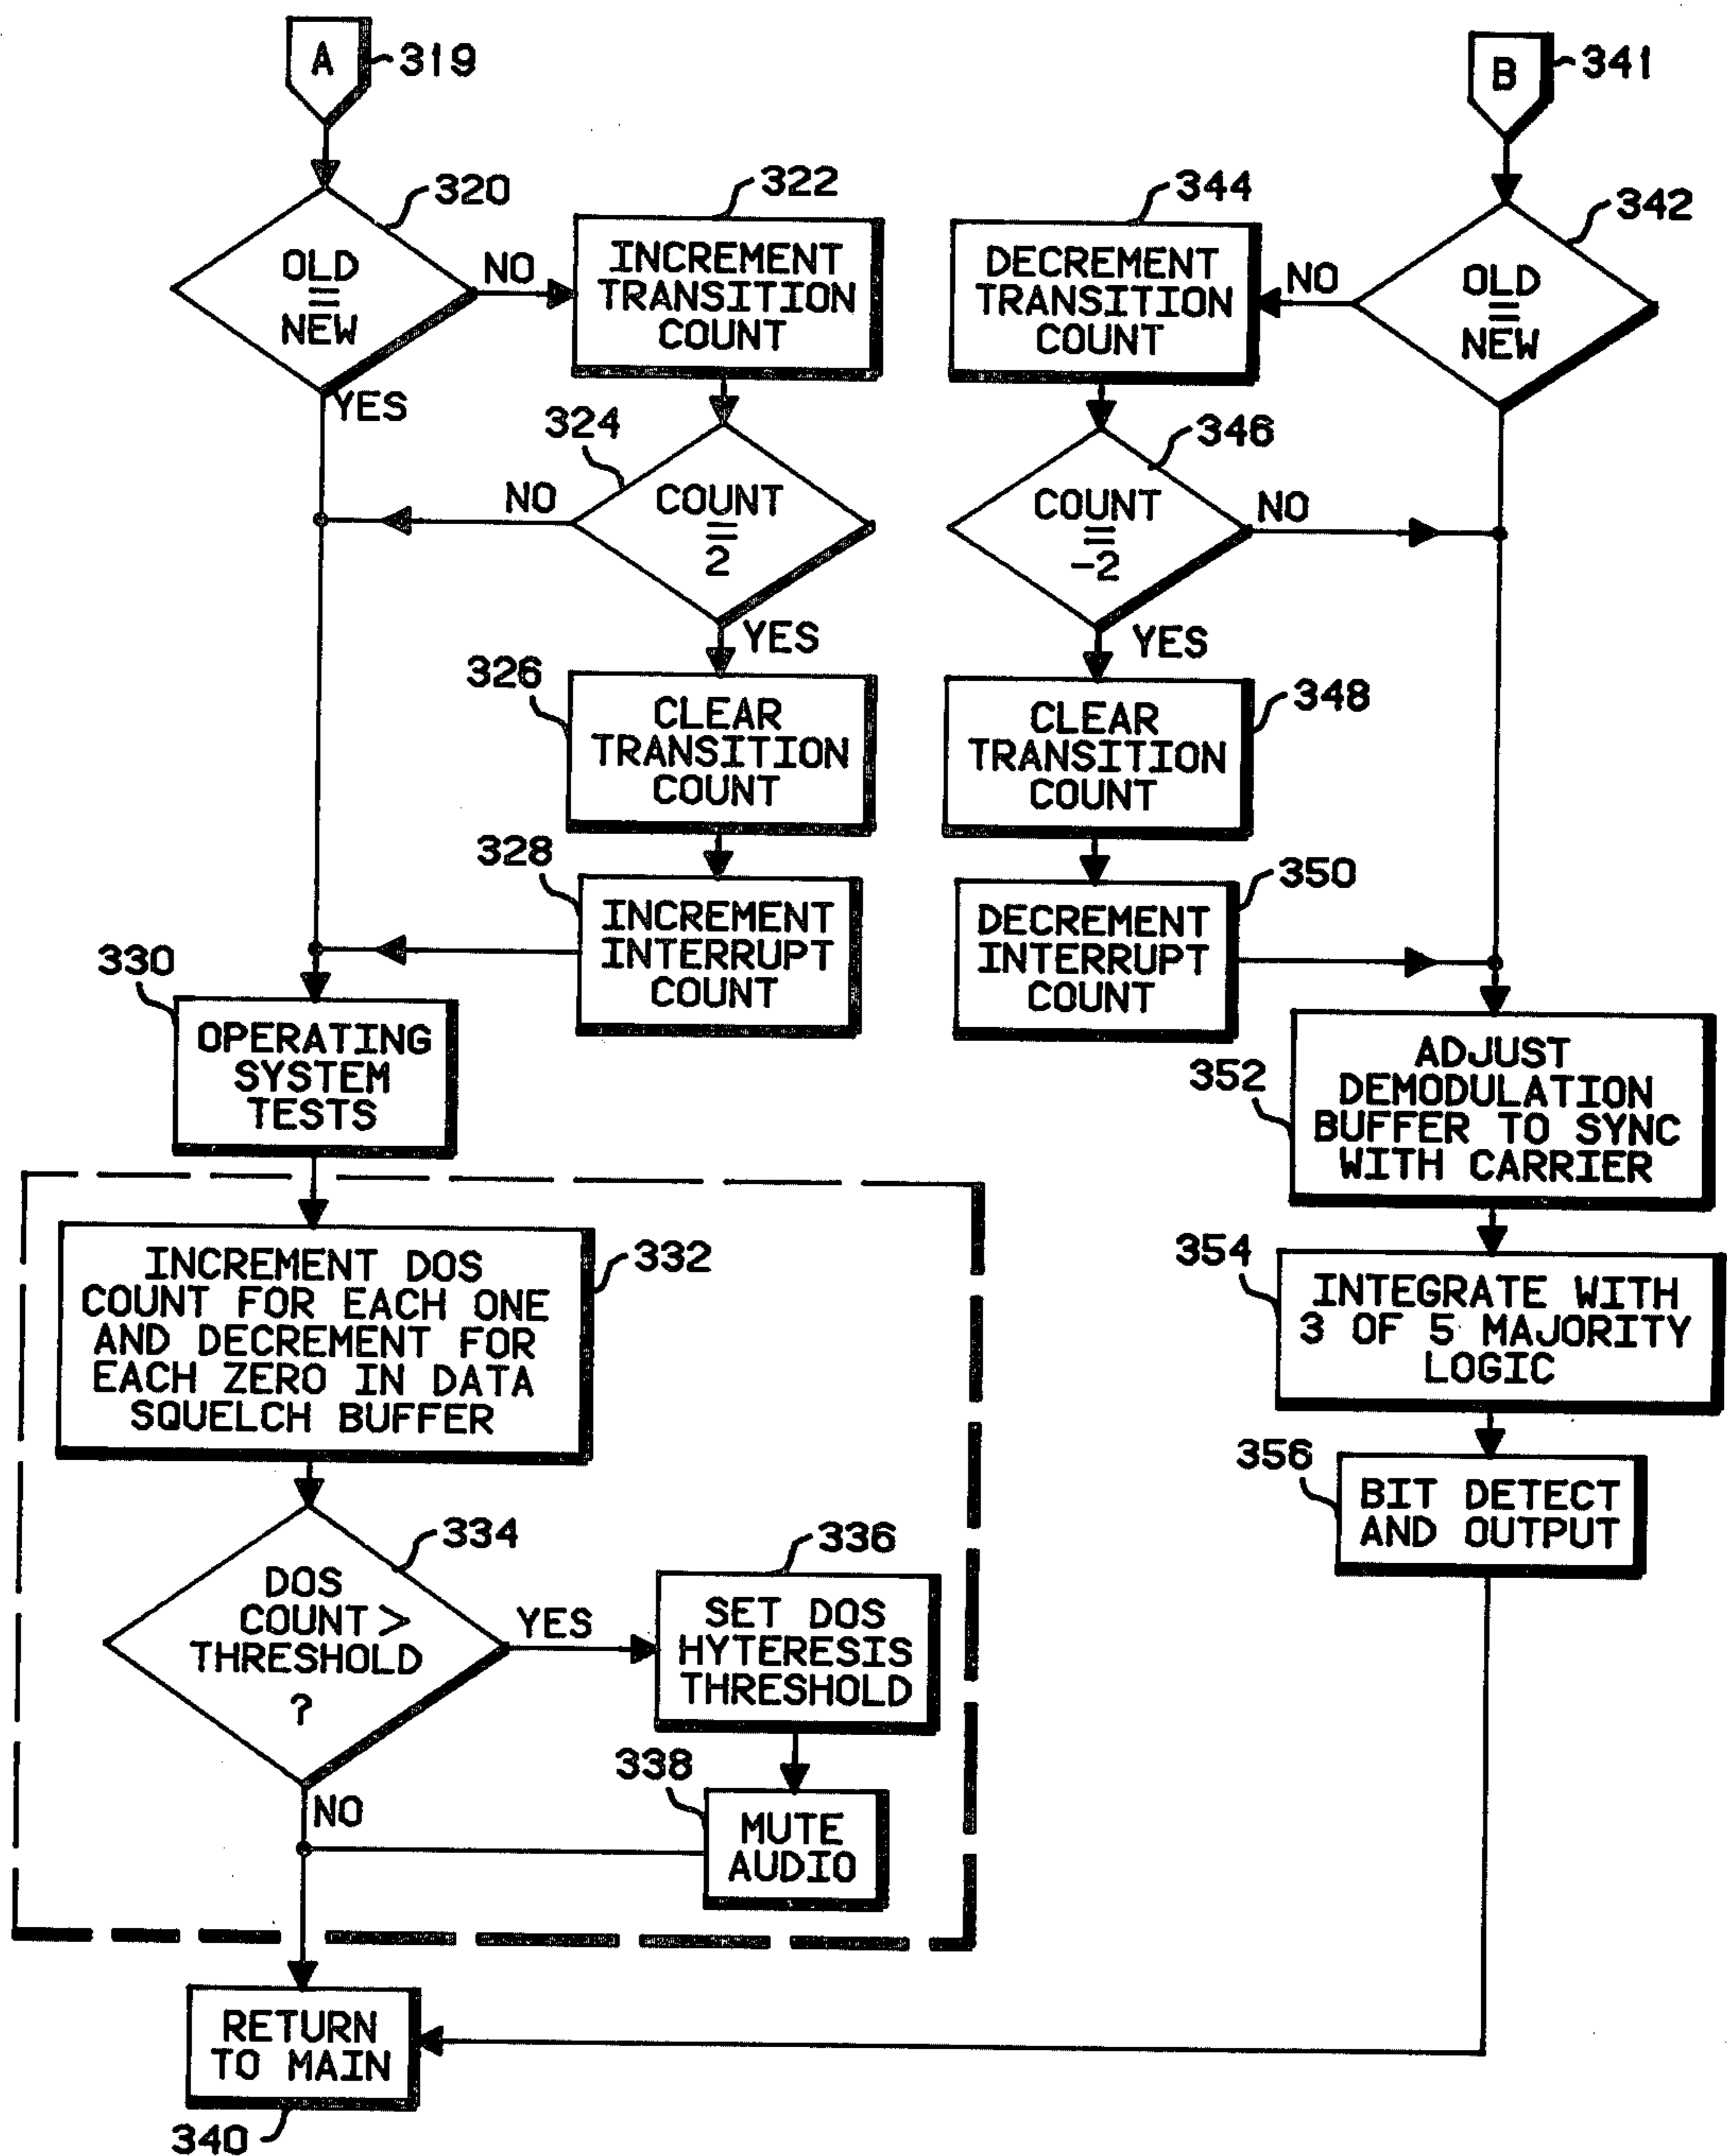 A
319
320
OLD
=
NEW
NO
YES
322
INCREMENT
TRANSITION
COUNT
324
COUNT
=
2
NO
YES
326
CLEAR
TRANSITION
COUNT
328
INCREMENT
INTERRUPT
COUNT
330
OPERATING
SYSTEM
TESTS
332
INCREMENT DOS
COUNT FOR EACH ONE
AND DECREMENT FOR
EACH ZERO IN DATA
SQUELCH BUFFER
334
DOS
COUNT >
THRESHOLD
?
YES
NO
336
SET DOS
HYTERESIS
THRESHOLD
338
MUTE
AUDIO
RETURN
TO MAIN
340
B
341
342
OLD
=
NEW
NO
344
DECREMENT
TRANSITION
COUNT
346
COUNT
=
-2
NO
YES
348
CLEAR
TRANSITION
COUNT
350
DECREMENT
INTERRUPT
COUNT
352
ADJUST
DEMODULATION
BUFFER TO SYNC
WITH CARRIER
354
INTEGRATE WITH
3 OF 5 MAJORITY
LOGIC
356
BIT DETECT
AND OUTPUT